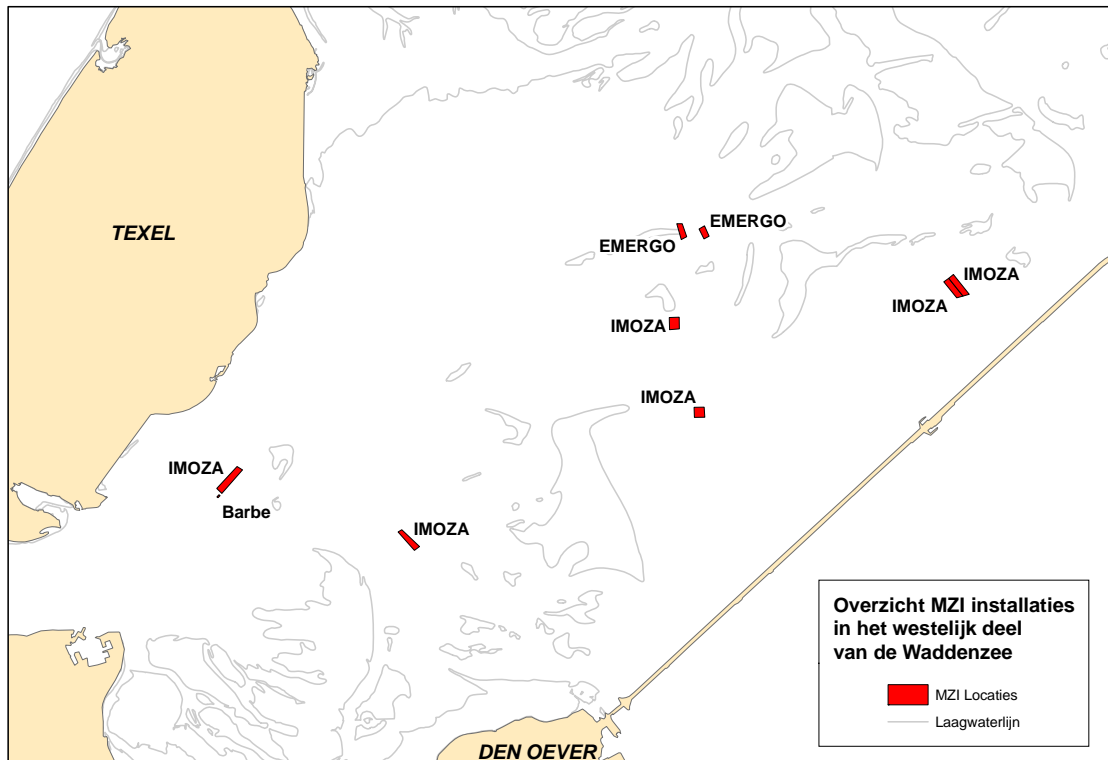 TEXEL
EMERGO
EMERGO
IMOZA
IMOZA
IMOZA
IMOZA
IMOZA
Barbe
IMOZA
DEN OEVER
Overzicht MZI installaties
in het westelijk deel
van de Waddenzee
MZI Locaties
Laagwaterlijn